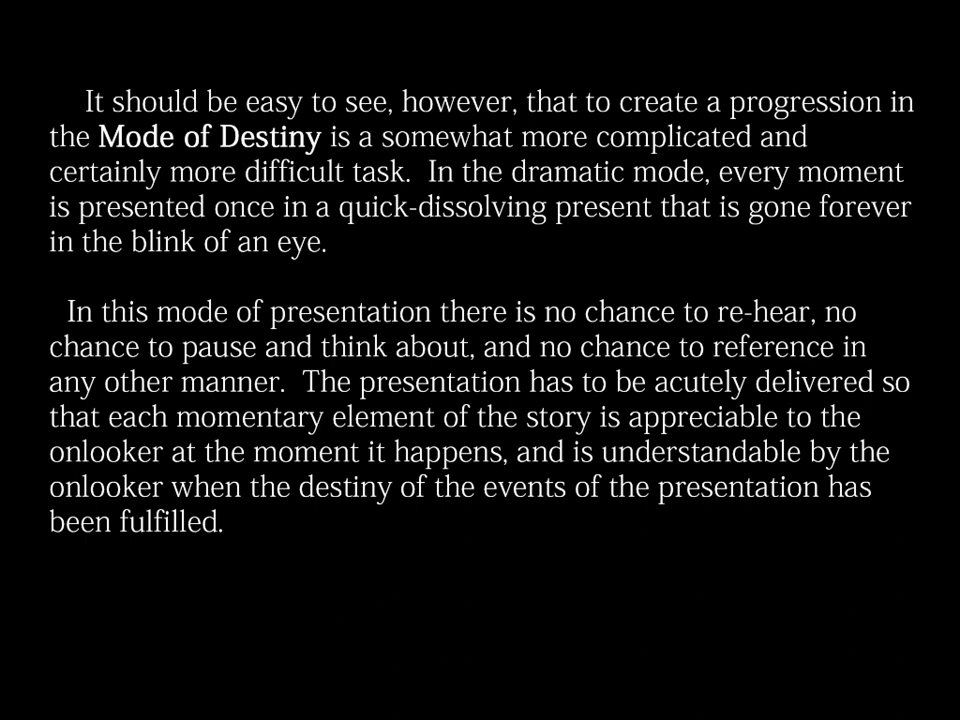 It should be easy to see, however, that to create a progression in
the Mode of Destiny is a somewhat more complicated and
certainly more difficult task.  In the dramatic mode, every moment
is presented once in a quick-dissolving present that is gone forever
in the blink of an eye.
In this mode of presentation there is no chance to re-hear, no
chance to pause and think about, and no chance to reference in
any other manner.  The presentation has to be acutely delivered so
that each momentary element of the story is appreciable to the
onlooker at the moment it happens, and is understandable by the
onlooker when the destiny of the events of the presentation has
been fulfilled.